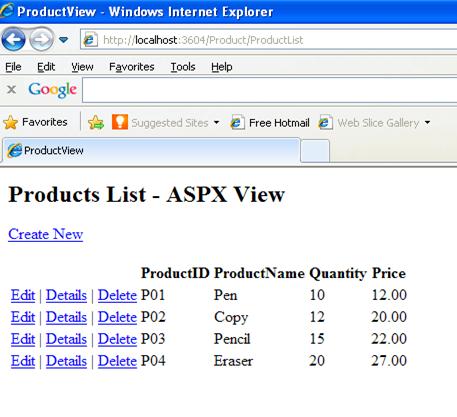 ProductView - Windows Internet Explorer
http://localhost:3604/Product/ProductList
File Edit View Favorites Tools Help
x Google
Favorites Suggested Sites Free Hotmail Web Slice Gallery
ProductView
Products List - ASPX View
Create New
ProductID ProductName Quantity Price
Edit | Details | Delete P01 Pen 10 12.00
Edit | Details | Delete P02 Copy 12 20.00
Edit | Details | Delete P03 Pencil 15 22.00
Edit | Details | Delete P04 Eraser 20 27.00